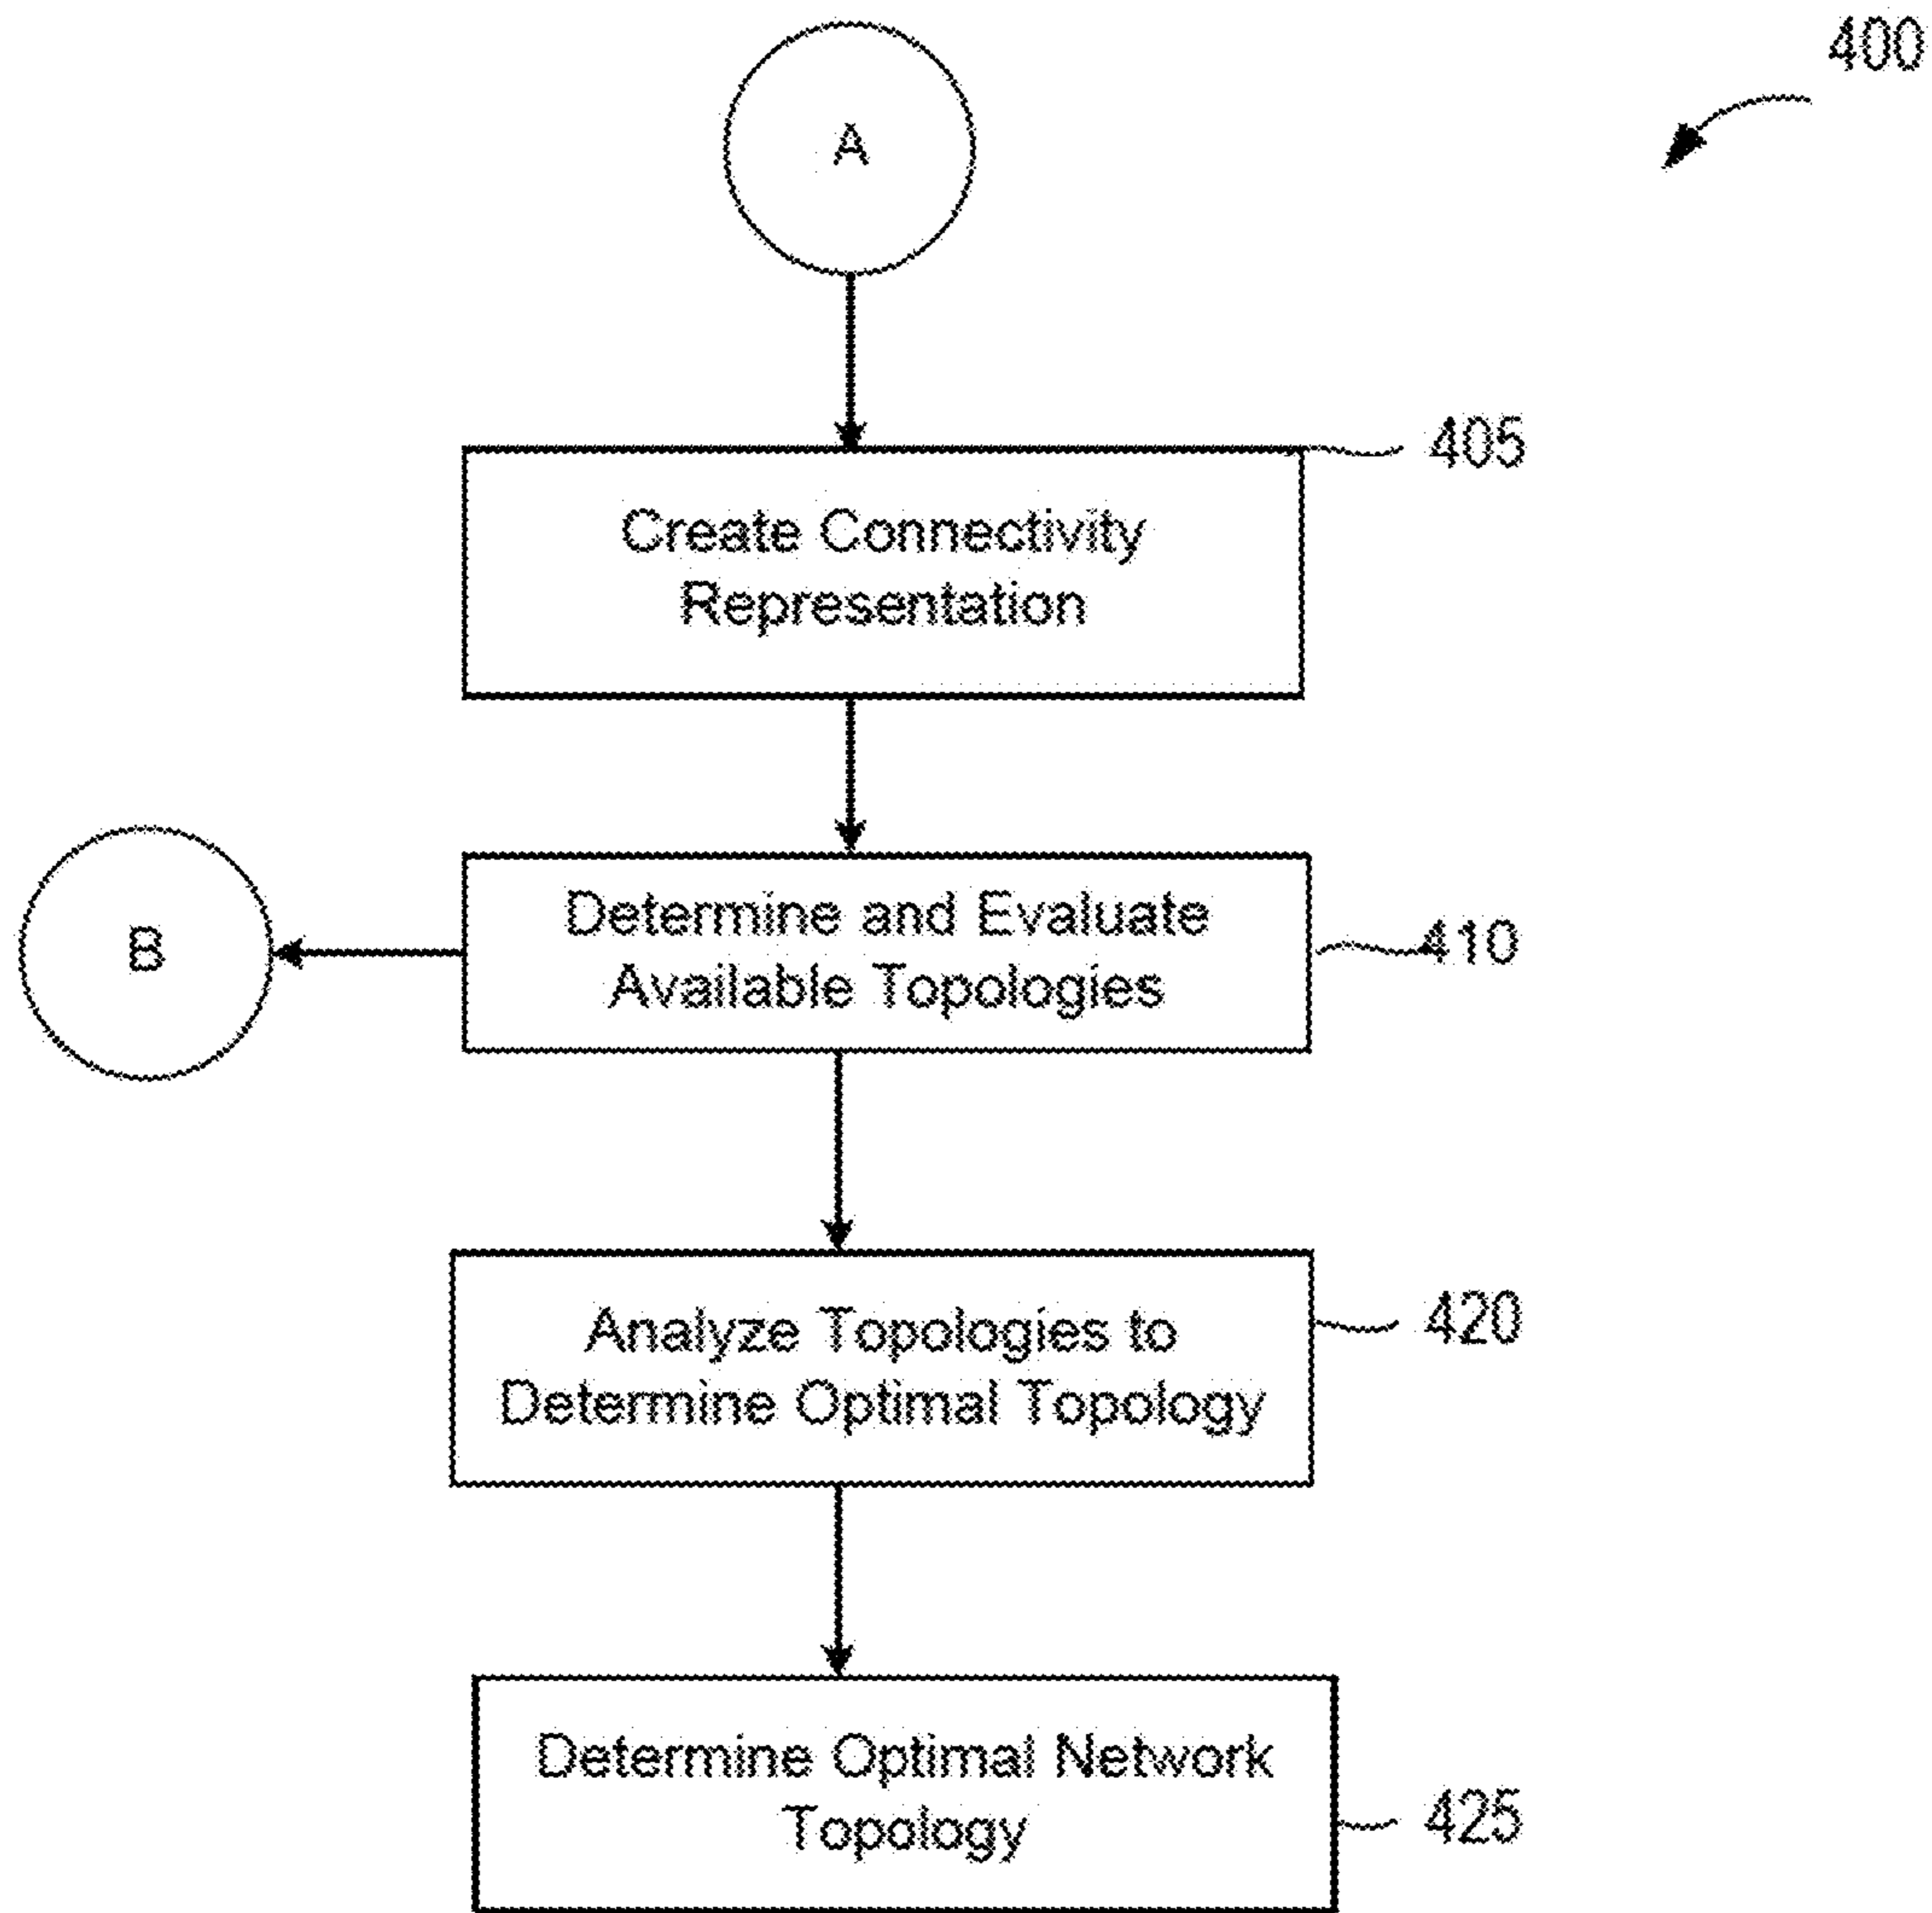 400
A
405
Create Connectivity
Representation
B
Determine and Evaluate
Available Topologies
410
Analyze Topologies to
Determine Optimal Topology
420
Determine Optimal Network
Topology
425